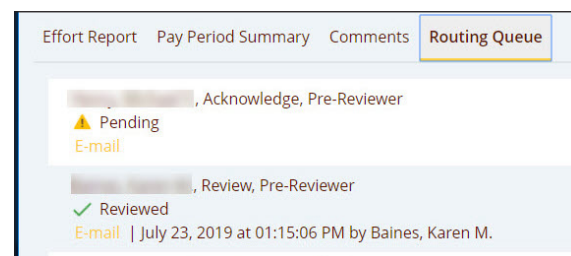 Effort Report Pay Period Summary Comments Routing Queue
, Acknowledge, Pre-Reviewer
Pending
E-mail
, Review, Pre-Reviewer
Reviewed
E-mail | July 23, 2019 at 01:15:06 PM by Baines, Karen M.